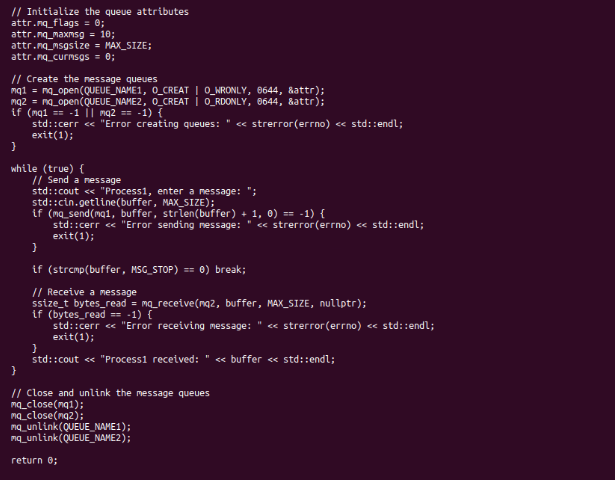 // Initialize the queue attributes
attr.mq_flags = 0;
attr.mq_maxmsg = 10;
attr.mq_msgsize = MAX_SIZE;
attr.mq_curmsgs = 0;

// Create the message queues
mq1 = mq_open(QUEUE_NAME1, O_CREAT | O_WRONLY, 0644, &attr);
mq2 = mq_open(QUEUE_NAME2, O_CREAT | O_RDONLY, 0644, &attr);
if (mq1 == -1 || mq2 == -1) {
    std::cerr << "Error creating queues: " << strerror(errno) << std::endl;
    exit(1);
}

while (true) {
    // Send a message
    std::cout << "Process1, enter a message: ";
    std::cin.getline(buffer, MAX_SIZE);
    if (mq_send(mq1, buffer, strlen(buffer) + 1, 0) == -1) {
        std::cerr << "Error sending message: " << strerror(errno) << std::endl;
        exit(1);
    }

    if (strcmp(buffer, MSG_STOP) == 0) break;

    // Receive a message
    ssize_t bytes_read = mq_receive(mq2, buffer, MAX_SIZE, nullptr);
    if (bytes_read == -1) {
        std::cerr << "Error receiving message: " << strerror(errno) << std::endl;
        exit(1);
    }
    std::cout << "Process1 received: " << buffer << std::endl;
}

// Close and unlink the message queues
mq_close(mq1);
mq_close(mq2);
mq_unlink(QUEUE_NAME1);
mq_unlink(QUEUE_NAME2);

return 0;